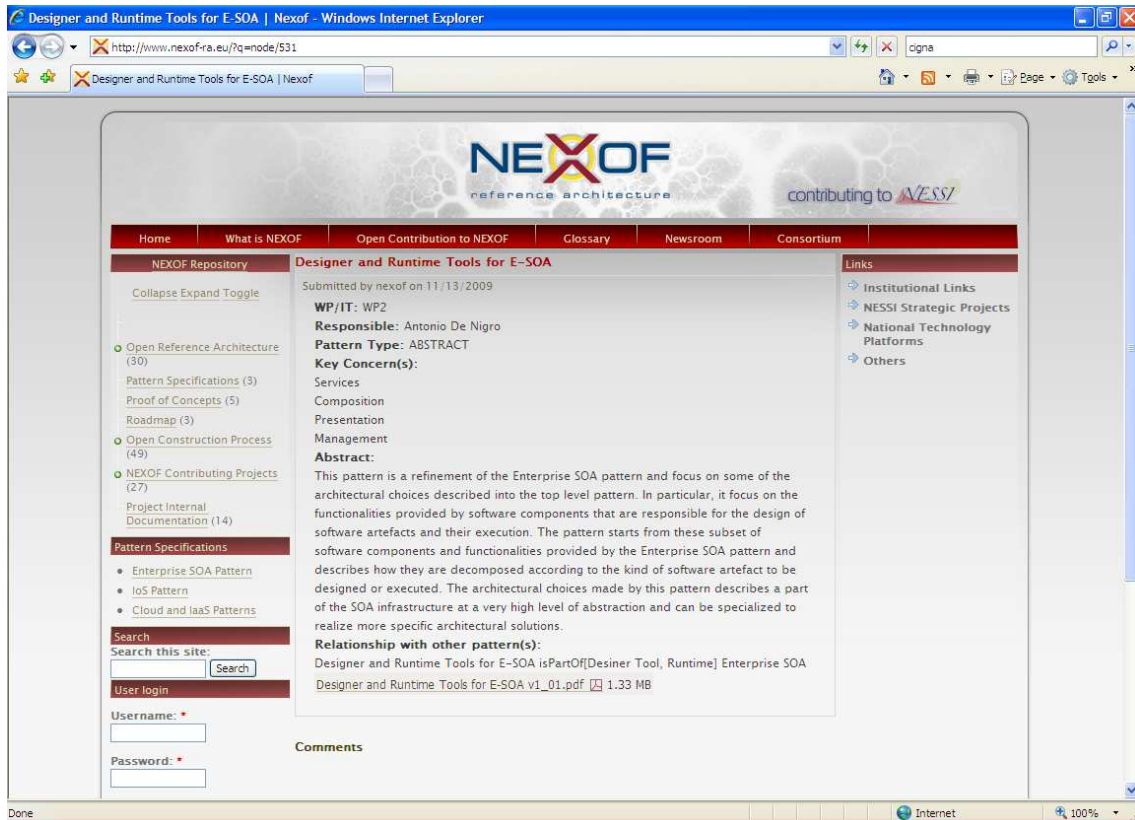 Designer and Runtime Tools for E-SOA | Nexof - Windows Internet Explorer
http://www.nexof-ra.eu/?q=node/531
cigna
Designer and Runtime Tools for E-SOA | Nexof
Page
Tools
NEXOF
reference architecture
contributing to NESSI
Home
What is NEXOF
Open Contribution to NEXOF
Glossary
Newsroom
Consortium
NEXOF Repository
Collapse Expand Toggle
Open Reference Architecture
(30)
Pattern Specifications (3)
Proof of Concepts (5)
Roadmap (3)
Open Construction Process
(49)
NEXOF Contributing Projects
(27)
Project Internal
Documentation (14)
Pattern Specifications
Enterprise SOA Pattern
IoS Pattern
Cloud and IaaS Patterns
Search
Search this site:
Search
User login
Username: *
Password: *
Designer and Runtime Tools for E-SOA
Submitted by nexof on 11/13/2009
WP/IT: WP2
Responsible: Antonio De Nigro
Pattern Type: ABSTRACT
Key Concern(s):
Services
Composition
Presentation
Management
Abstract:
This pattern is a refinement of the Enterprise SOA pattern and focus on some of the
architectural choices described into the top level pattern. In particular, it focus on the
functionalities provided by software components that are responsible for the design of
software artefacts and their execution. The pattern starts from these subset of
software components and functionalities provided by the Enterprise SOA pattern and
describes how they are decomposed according to the kind of software artefact to be
designed or executed. The architectural choices made by this pattern describes a part
of the SOA infrastructure at a very high level of abstraction and can be specialized to
realize more specific architectural solutions.
Relationship with other pattern(s):
Designer and Runtime Tools for E-SOA isPartOf[Desiner Tool, Runtime] Enterprise SOA
Designer and Runtime Tools for E-SOA v1_01.pdf 1.33 MB
Comments
Links
Institutional Links
NESSI Strategic Projects
National Technology
Platforms
Others
Done
Internet
100%